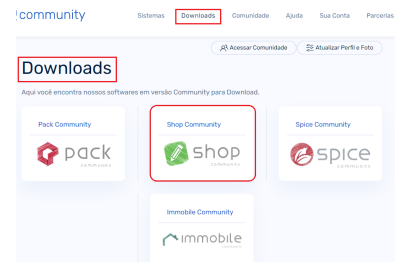 community
Sistemas Downloads Comunidade Ajuda Sua Conta Parcerias
Acessar Comunidade Atualizar Perfil e Foto
Downloads
Aqui você encontra nossos softwares em versão Community para Download.
Pack Community Shop Community Spice Community
pack shop spice
community community community
Immobile Community
immobile
community